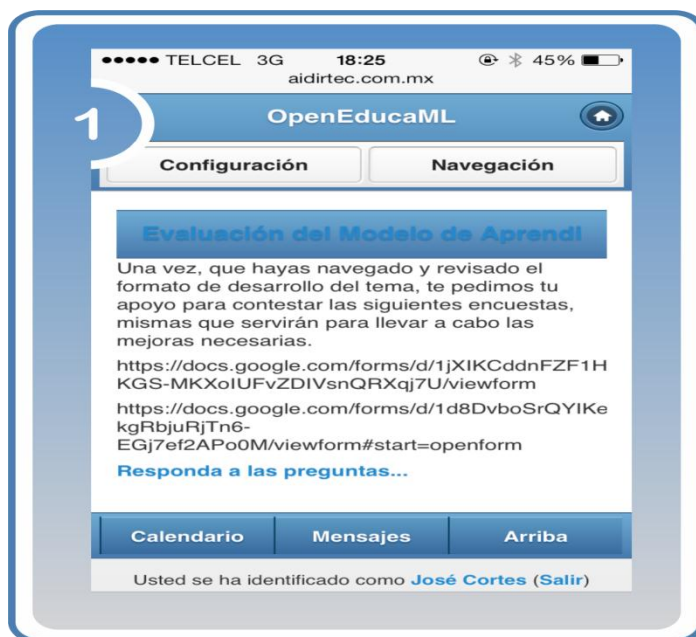 ●●●●● TELCEL 3G 18:25 45%
aidirtec.com.mx
1
OpenEducaML
Configuración Navegación
Evaluación del Modelo de Aprendi
Una vez, que hayas navegado y revisado el
formato de desarrollo del tema, te pedimos tu
apoyo para contestar las siguientes encuestas,
mismas que servirán para llevar a cabo las
mejoras necesarias.
https://docs.google.com/forms/d/1jXIKCddnFZF1H
KGS-MKXoIUFvZDIVsnQRXqj7U/viewform
https://docs.google.com/forms/d/1d8DvboSrQYIKe
kgRbjuRjTn6-
EGj7ef2APo0M/viewform#start=openform
Responda a las preguntas...
Calendario Mensajes Arriba
Usted se ha identificado como José Cortes (Salir)